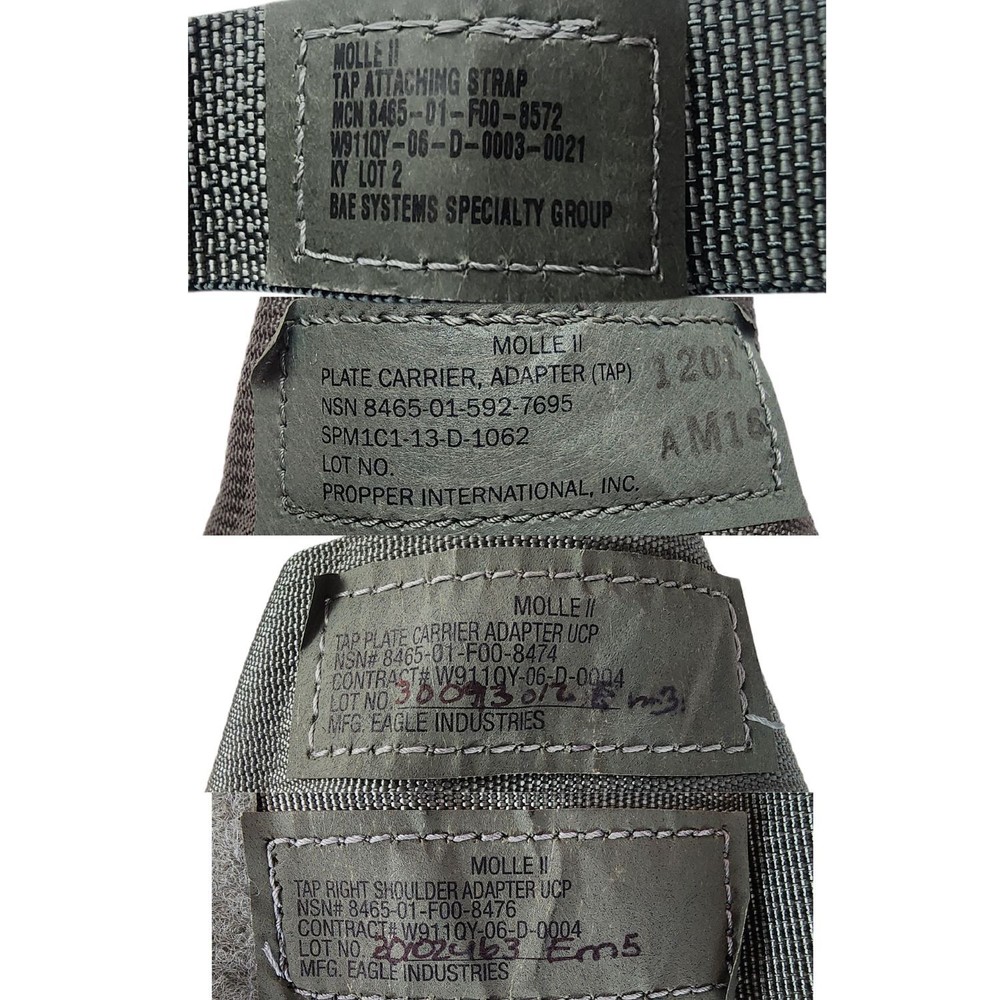 MOLLE II
TAP ATTACHING STRAP
MCN 8465-01-F00-8572
W911QY-06-D-0003-0021
KY LOT 2
BAE SYSTEMS SPECIALTY GROUP
MOLLE II
PLATE CARRIER, ADAPTER (TAP) 1201
NSN 8465-01-592-7695
SPM1C1-13-D-1062 AM16
LOT NO.
PROPPER INTERNATIONAL, INC.
MOLLE II
TAP PLATE CARRIER ADAPTER UCP
NSN# 8465-01-F00-8474
CONTRACT# W911QY-06-D-0004
LOT NO.
MFG. EAGLE INDUSTRIES
MOLLE II
TAP RIGHT SHOULDER ADAPTER UCP
NSN# 8465-01-F00-8476
CONTRACT# W911QY-06-D-0004
LOT NO. Em5
MFG. EAGLE INDUSTRIES